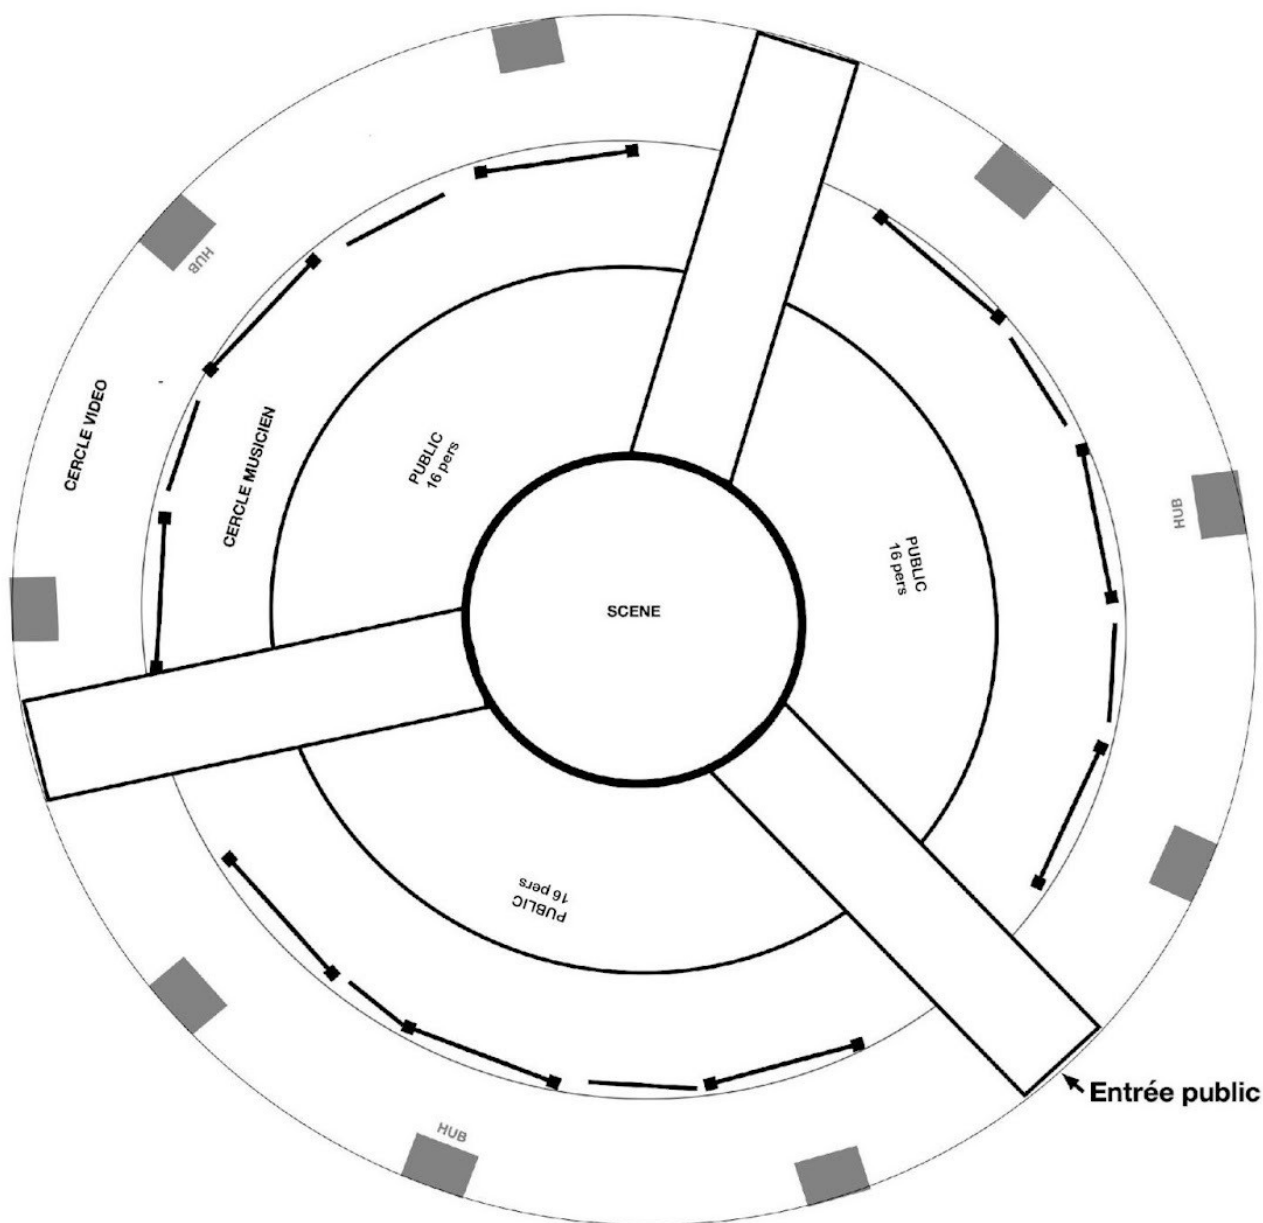 HUB
CERCLE VIDEO
CERCLE MUSICIEN
PUBLIC
16 pers
HUB
PUBLIC
16 pers
SCENE
PUBLIC
16 pers
Entrée public
HUB